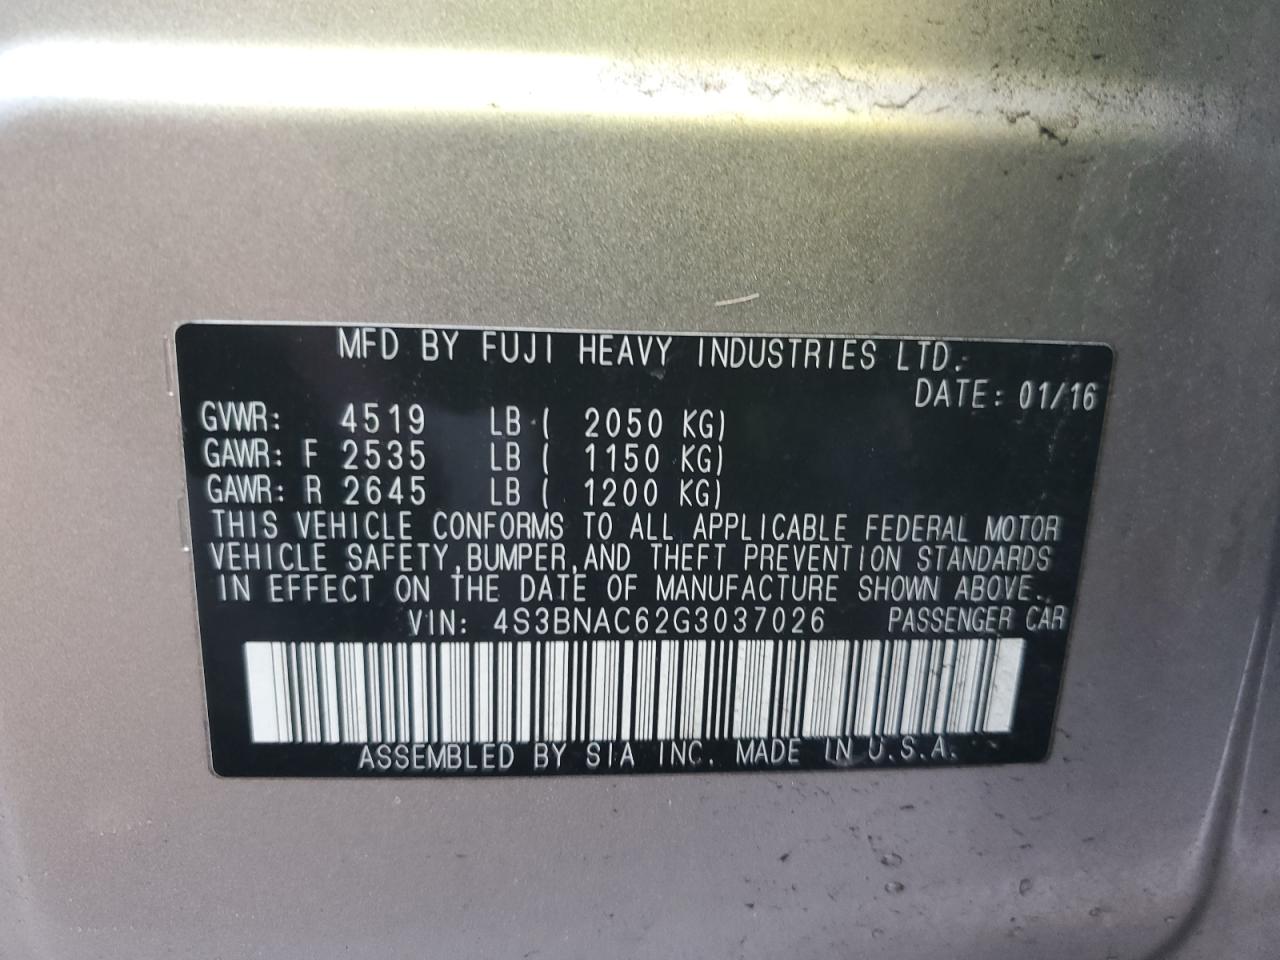 MFD BY FUJI HEAVY INDUSTRIES LTD.
DATE: 01/16
GVWR: 4519 LB ( 2050 KG)
GAWR: F 2535 LB ( 1150 KG)
GAWR: R 2645 LB ( 1200 KG)
THIS VEHICLE CONFORMS TO ALL APPLICABLE FEDERAL MOTOR
VEHICLE SAFETY, BUMPER, AND THEFT PREVENTION STANDARDS
IN EFFECT ON THE DATE OF MANUFACTURE SHOWN ABOVE.
VIN: 4S3BNAC62G3037026 PASSENGER CAR
ASSEMBLED BY SIA INC. MADE IN U.S.A.